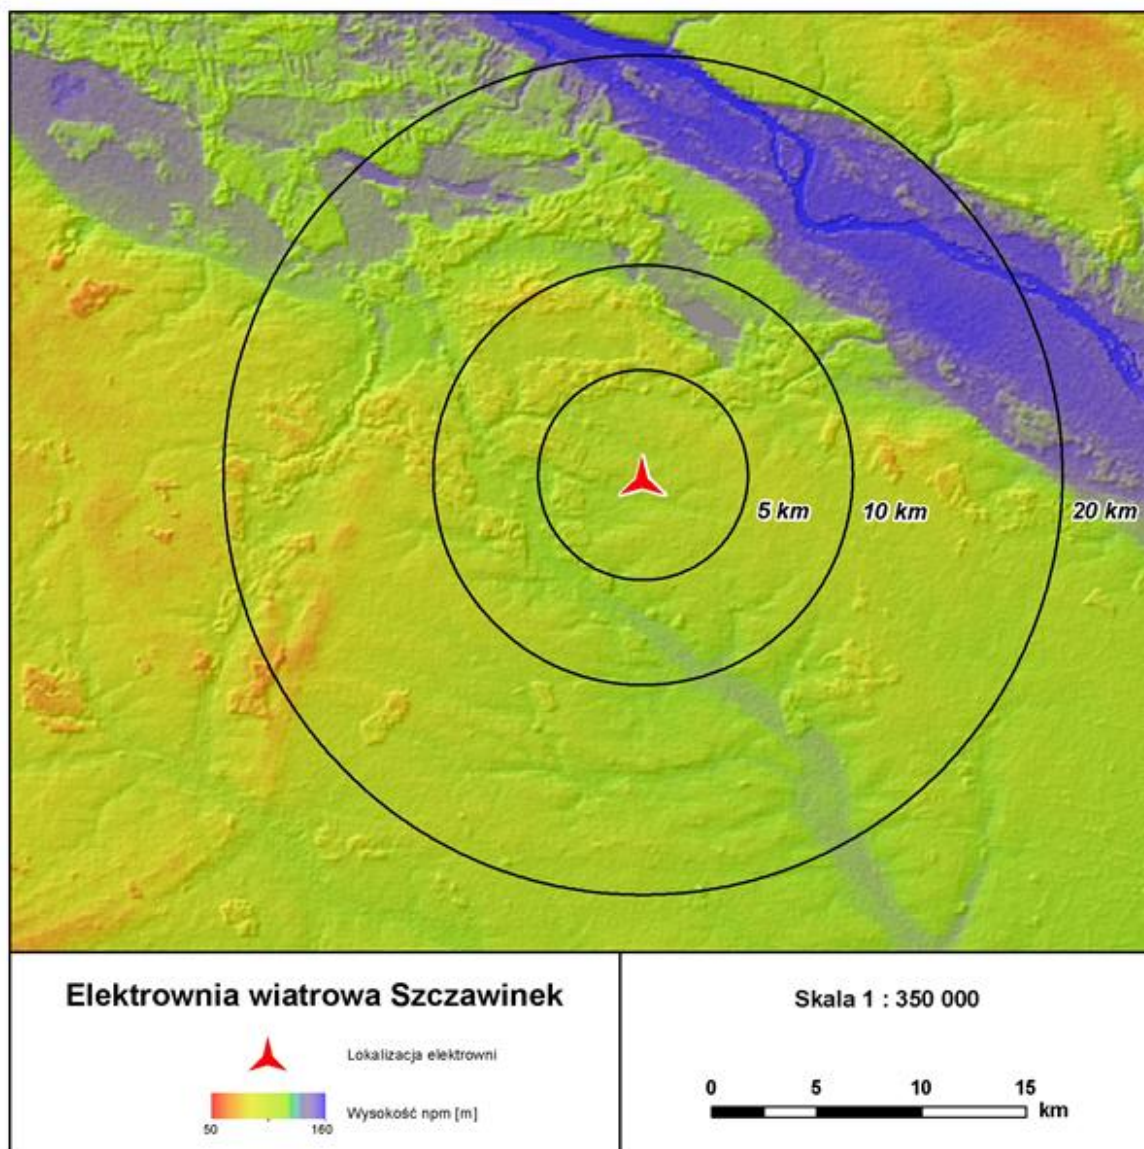 5 km
10 km
20 km
Elektrownia wiatrowa Szczawinek
Lokalizacja elektrowni
Wysokość npm [m]
50
160
Skala 1 : 350 000
0 5 10 15
km